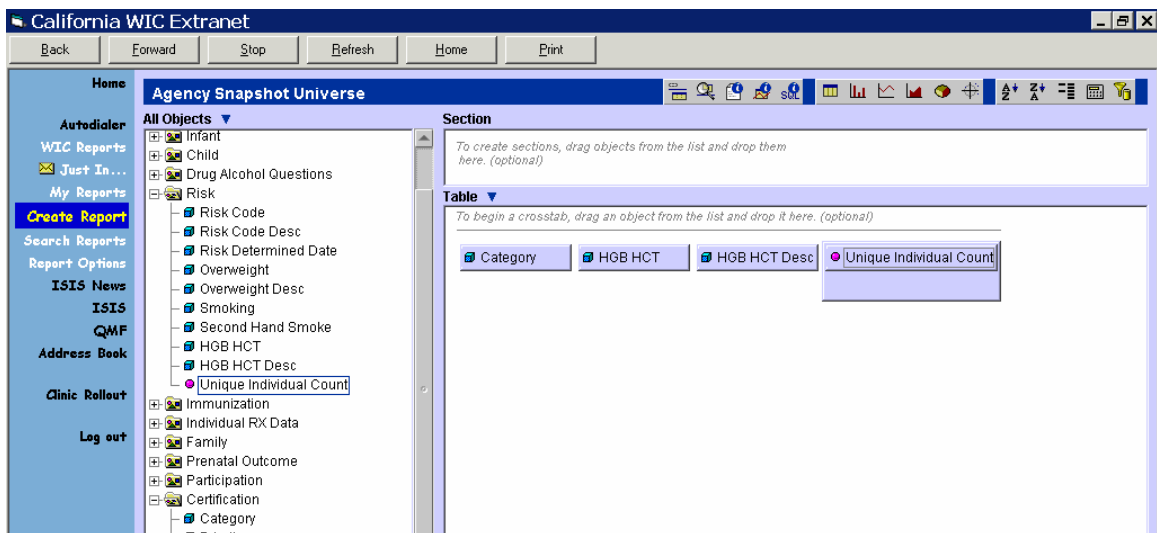 California WIC Extranet
Back Forward Stop Refresh Home Print
Home
Autodialer
WIC Reports
Just In...
My Reports
Create Report
Search Reports
Report Options
ISIS News
ISIS
QMF
Address Book
Clinic Rollout
Log out
Agency Snapshot Universe
SQL
All Objects
Infant
Child
Drug Alcohol Questions
Risk
Risk Code
Risk Code Desc
Risk Determined Date
Overweight
Overweight Desc
Smoking
Second Hand Smoke
HGB HCT
HGB HCT Desc
Unique Individual Count
Immunization
Individual RX Data
Family
Prenatal Outcome
Participation
Certification
Category
Section
To create sections, drag objects from the list and drop them
here. (optional)
Table
To begin a crosstab, drag an object from the list and drop it here. (optional)
Category HGB HCT HGB HCT Desc Unique Individual Count